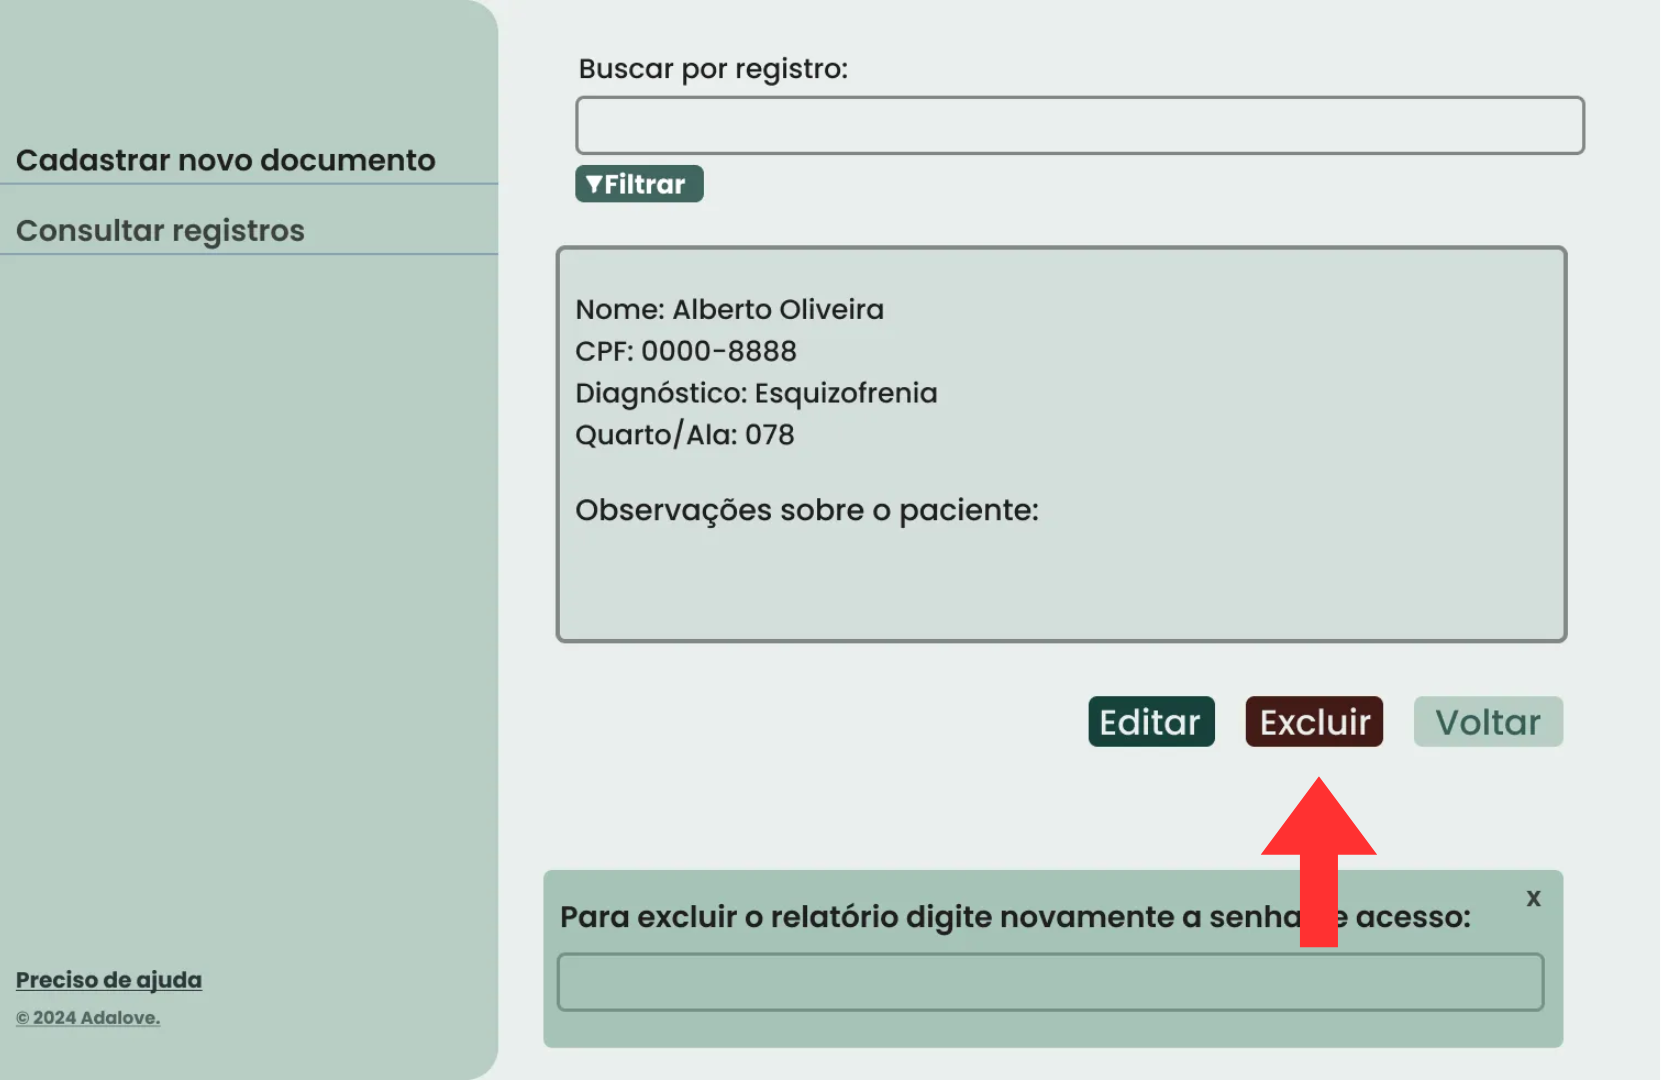 Cadastrar novo documento
Consultar registros
Preciso de ajuda
© 2024 Adalove.
Buscar por registro:
Filtrar
Nome: Alberto Oliveira
CPF: 0000-8888
Diagnóstico: Esquizofrenia
Quarto/Ala: 078
Observações sobre o paciente:
Editar
Excluir
Voltar
x
Para excluir o relatório digite novamente a senha acesso: